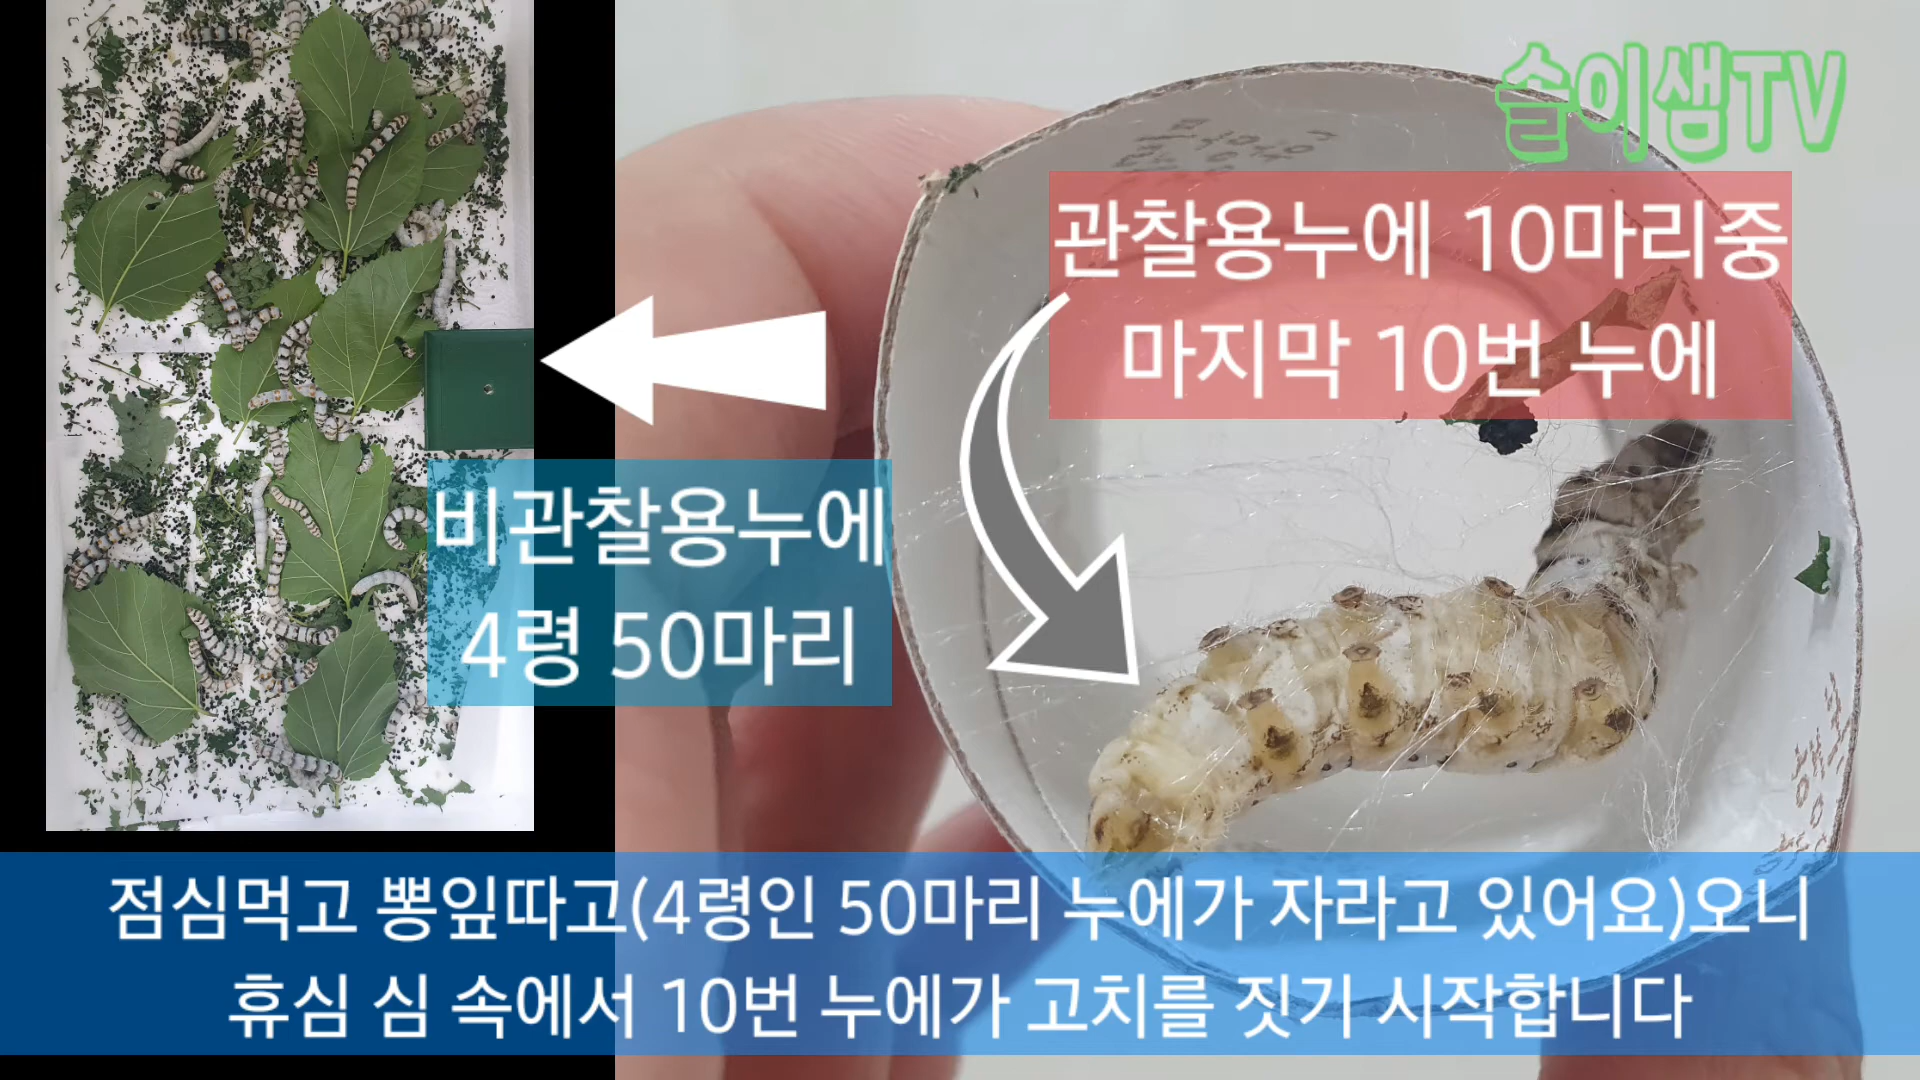 솔이샘TV
관찰용누에 10마리중
마지막 10번 누에
비관찰용누에
4령 50마리
점심먹고 뽕잎따고(4령인 50마리 누에가 자라고 있어요)오니
휴심 심 속에서 10번 누에가 고치를 짓기 시작합니다